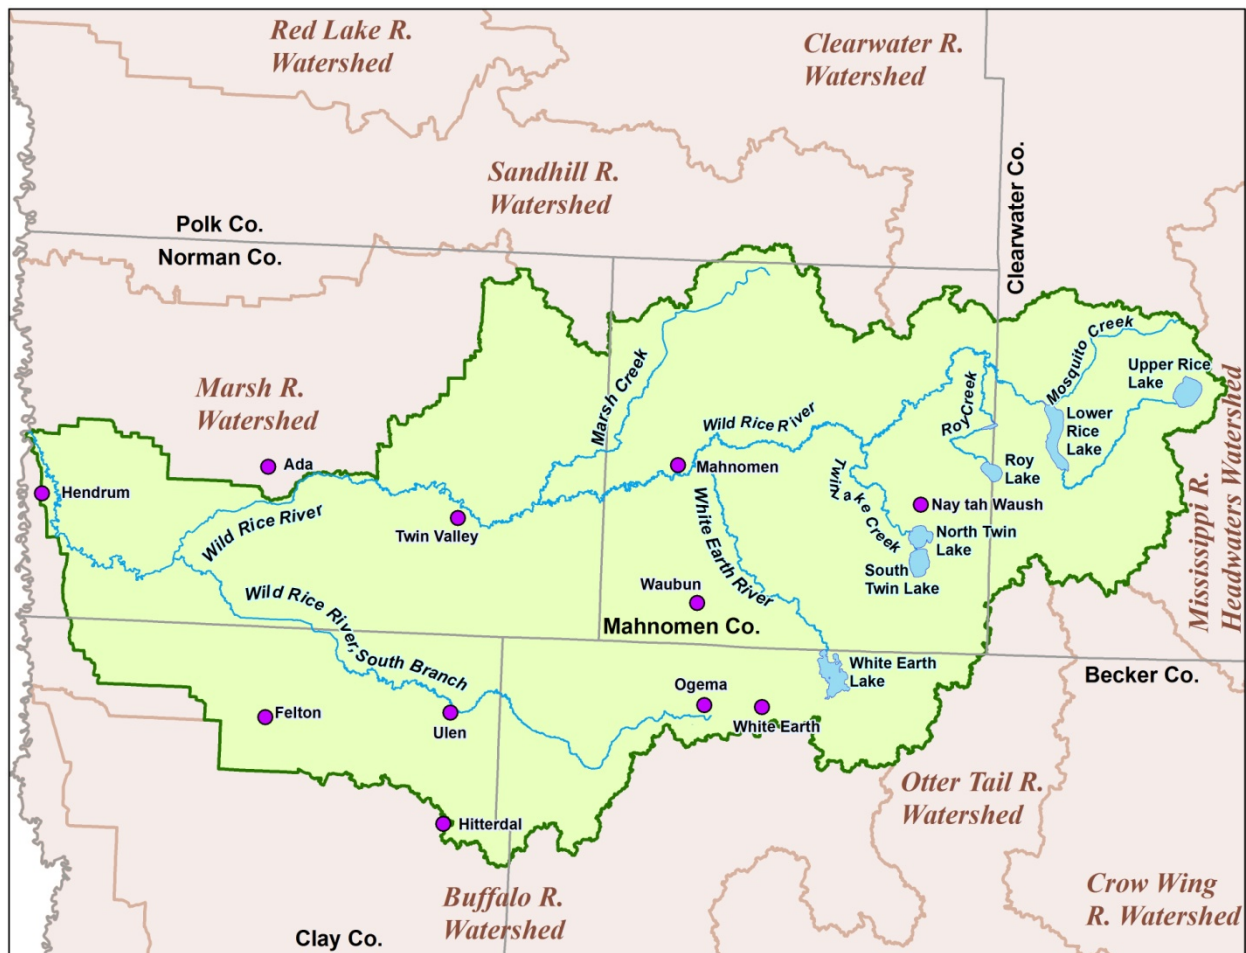 Red Lake R.
Watershed
Clearwater R.
Watershed
Sandhill R.
Watershed
Clearwater Co.
Polk Co.
Norman Co.
Marsh R.
Watershed
Mosquito Creek
Upper Rice
Lake
Marsh Creek
Roy Creek
Lower
Rice
Lake
Wild Rice River
Mississippi R.
Headwaters Watershed
Ada
Mahnomen
Roy
Lake
Hendrum
Twin Lake Creek
Nay tah Waush
Wild Rice River
Twin Valley
White Earth River
North Twin
Lake
South
Twin Lake
Waubun
Wild Rice River, South Branch
Mahnomen Co.
White Earth
Lake
Becker Co.
Ogema
Felton
Ulen
White Earth
Otter Tail R.
Watershed
Hitterdal
Buffalo R.
Watershed
Crow Wing
R. Watershed
Clay Co.